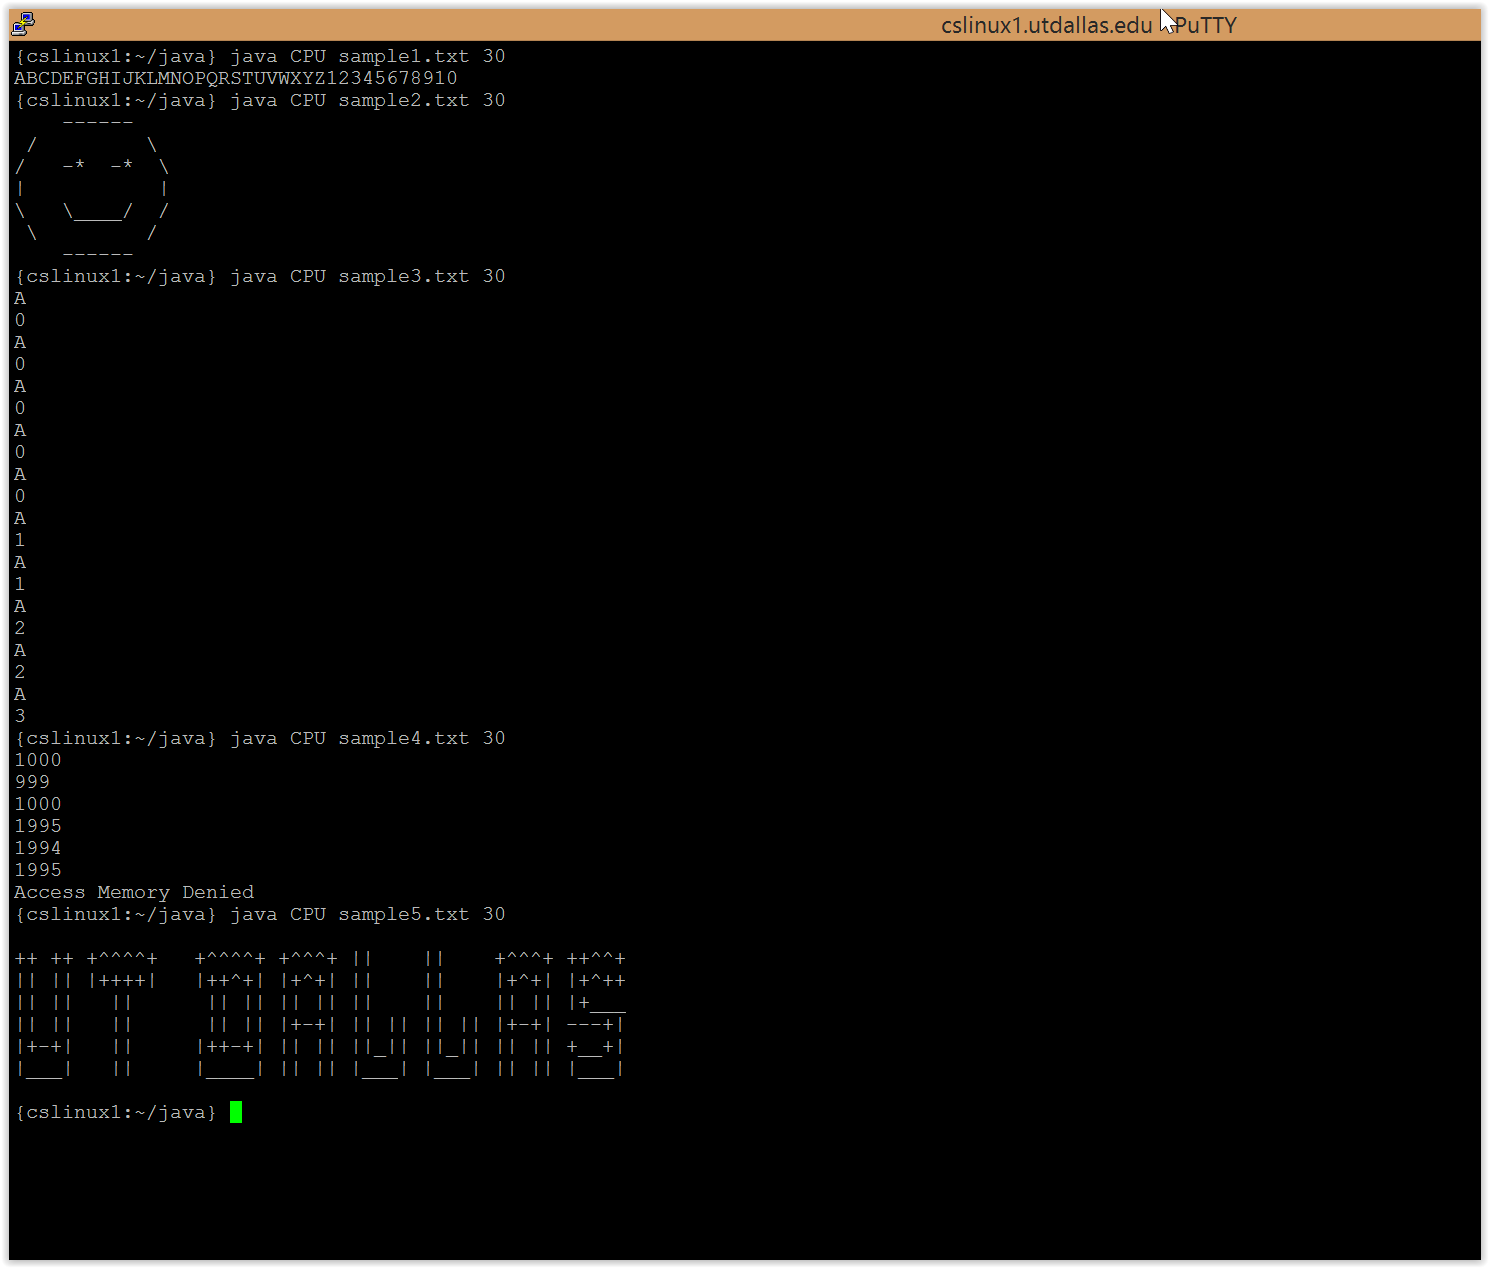 cslinux1.utdallas.edu - PuTTY
{cslinux1:~/java} java CPU sample1.txt 30
ABCDEFGHIJKLMNOPQRSTUVWXYZ12345678910
{cslinux1:~/java} java CPU sample2.txt 30
    ------
 /         \
/   -*  -*  \
|           |
\   \____/  /
 \         /
    ------
{cslinux1:~/java} java CPU sample3.txt 30
A
0
A
0
A
0
A
0
A
0
A
1
A
1
A
2
A
2
A
3
{cslinux1:~/java} java CPU sample4.txt 30
1000
999
1000
1995
1994
1995
Access Memory Denied
{cslinux1:~/java} java CPU sample5.txt 30

++ ++ +^^^^+   +^^^^+ +^^^+ ||    ||    +^^^+ ++^^+
|| || |++++|   |++^+| |+^+| ||    ||    |+^+| |+^++
|| ||   ||      || || || || ||    ||    || || |+___
|| ||   ||      || || |+-+| || || || || |+-+| ---+|
|+-+|   ||     |++-+| || || ||_|| ||_|| || || +__+|
|___|   ||     |____| || || |___| |___| || || |___|

{cslinux1:~/java}